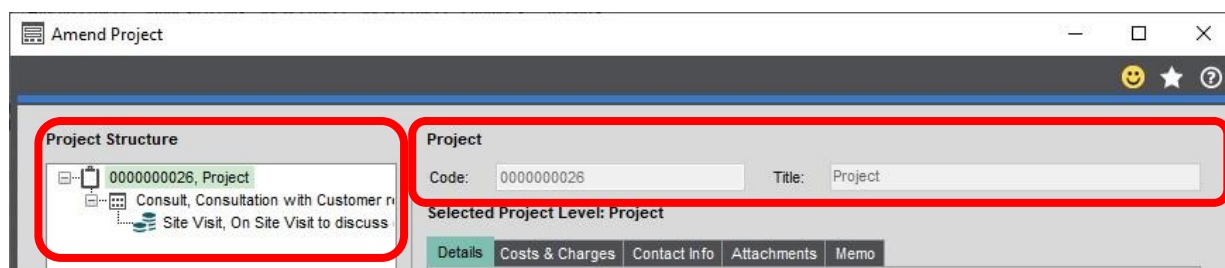 Amend Project
Project Structure
0000000026, Project
Consult, Consultation with Customer
Site Visit, On Site Visit to discuss
Project
Code: 0000000026 Title: Project
Selected Project Level: Project
Details Costs & Charges Contact Info Attachments Memo